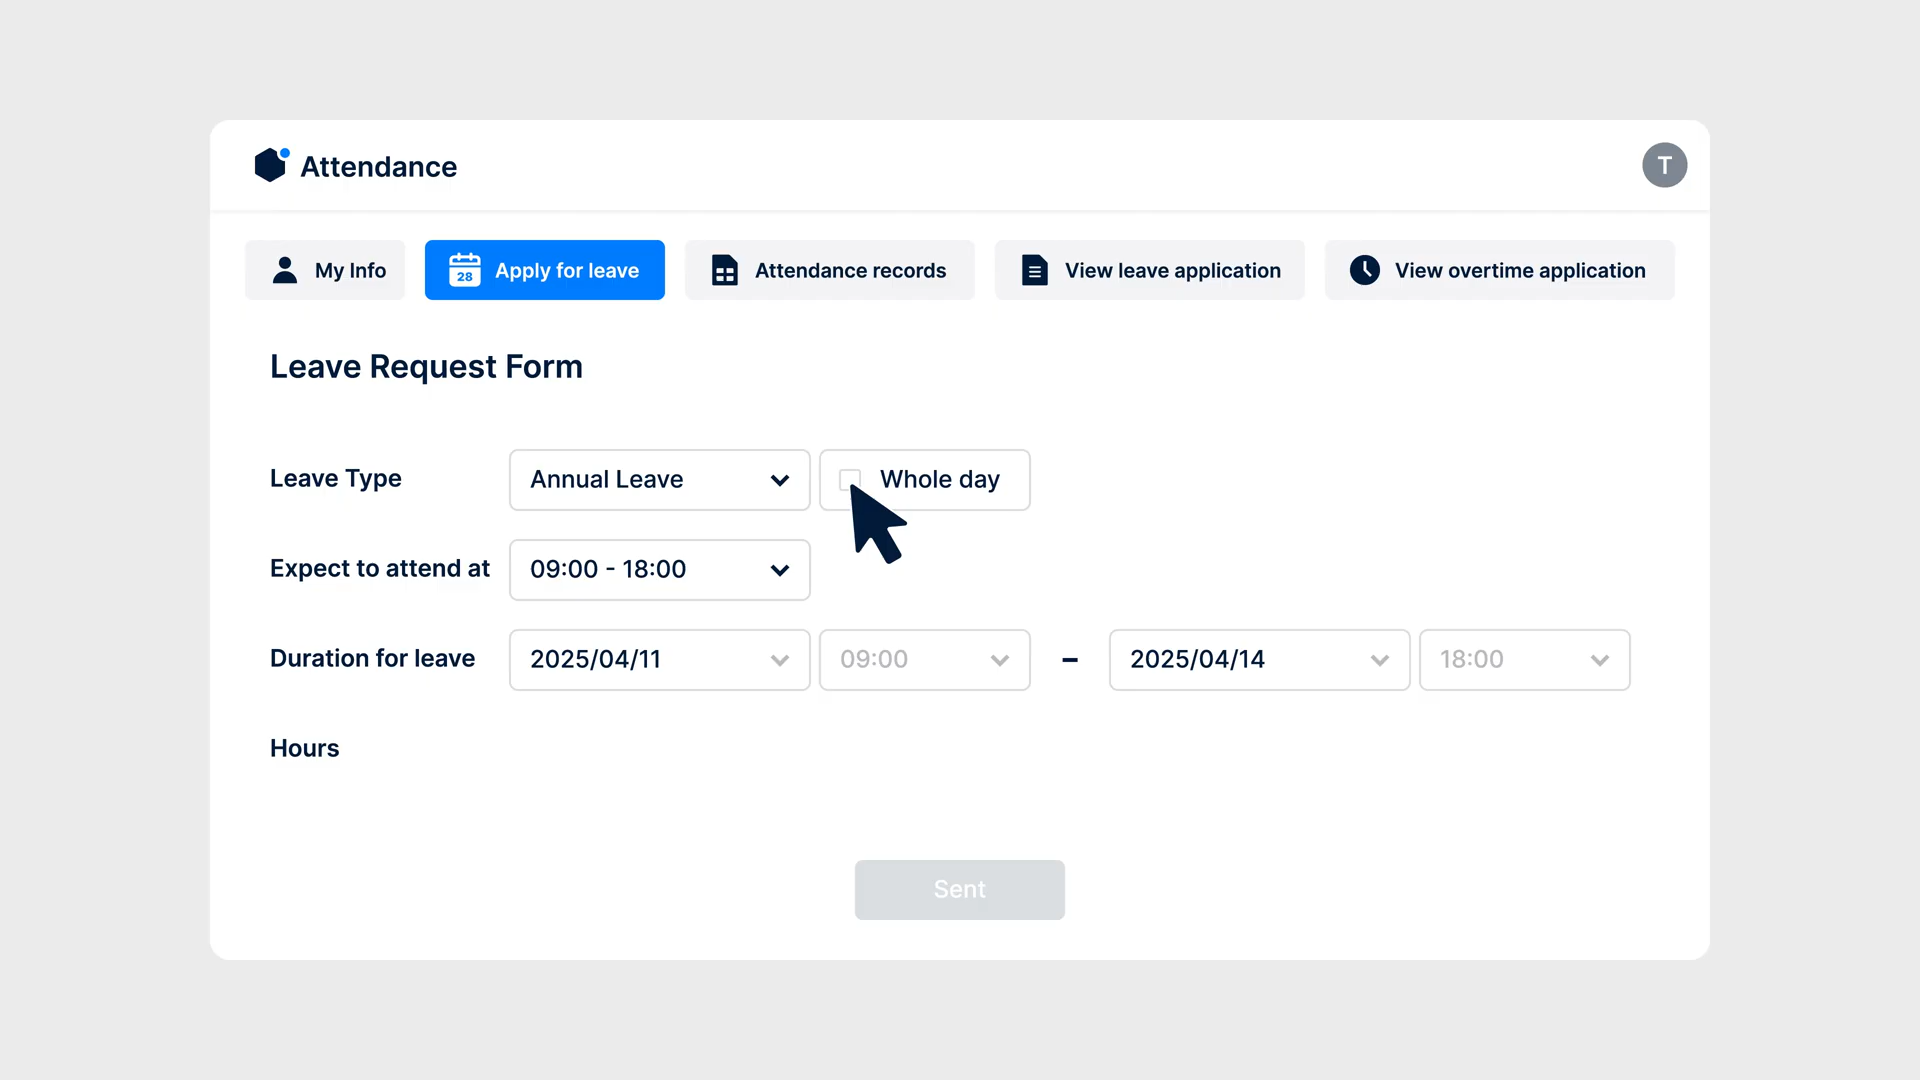 Attendance
T
My Info
28
Apply for leave
Attendance records
View leave application
View overtime application
Leave Request Form
Leave Type
Annual Leave
Whole day
Expect to attend at
09:00 - 18:00
Duration for leave
2025/04/11
09:00
–
2025/04/14
18:00
Hours
Sent